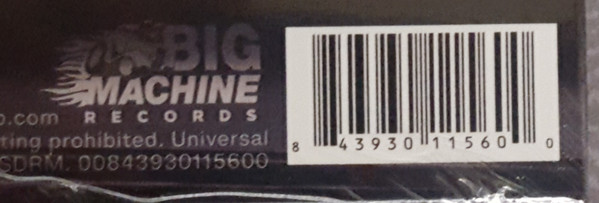 BIG
MACHINE
RECORDS
.com
ting prohibited. Universal
SDRM. 00843930115600
8 43930 11560 0